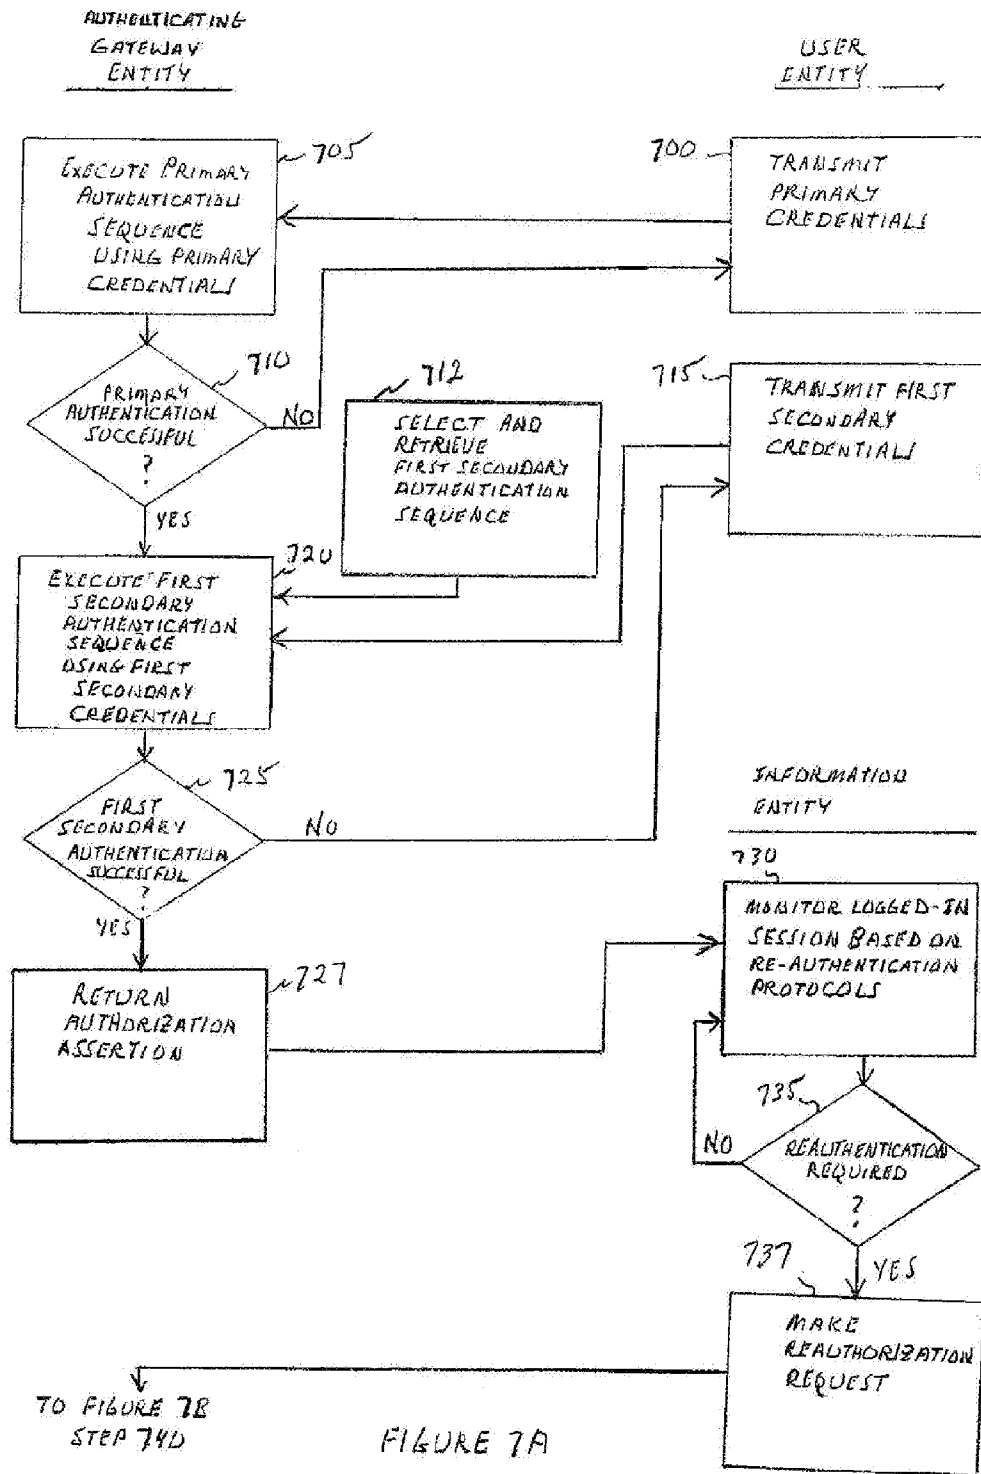 AUTHENTICATING
GATEWAY
ENTITY
USER
ENTITY
705
EXECUTE PRIMARY
AUTHENTICATION
SEQUENCE
USING PRIMARY
CREDENTIALS
700
TRANSMIT
PRIMARY
CREDENTIALS
710
PRIMARY
AUTHENTICATION
SUCCESSFUL
?
NO
YES
712
SELECT AND
RETRIEVE
FIRST SECONDARY
AUTHENTICATION
SEQUENCE
715
TRANSMIT FIRST
SECONDARY
CREDENTIALS
720
EXECUTE FIRST
SECONDARY
AUTHENTICATION
SEQUENCE
USING FIRST
SECONDARY
CREDENTIALS
725
FIRST
SECONDARY
AUTHENTICATION
SUCCESSFUL
?
NO
YES
INFORMATION
ENTITY
727
RETURN
AUTHORIZATION
ASSERTION
730
MONITOR LOGGED-IN
SESSION BASED ON
RE-AUTHENTICATION
PROTOCOLS
735
REAUTHENTICATION
REQUIRED
?
NO
YES
737
MAKE
REAUTHORIZATION
REQUEST
TO FIGURE 7B
STEP 740
FIGURE 7A